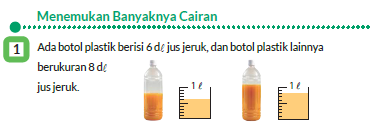 Menemukan Banyaknya Cairan
1 Ada botol plastik berisi 6 dℓ jus jeruk, dan botol plastik lainnya
berukuran 8 dℓ
jus jeruk.
1 ℓ
1 ℓ